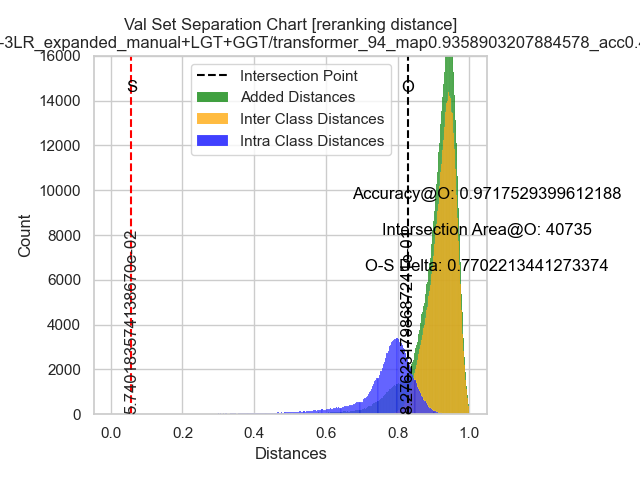 Val Set Separation Chart [reranking distance]
-3LR_expanded_manual+LGT+GGT/transformer_94_map0.9358903207884578_acc0.
S
O
Intersection Point
Added Distances
Inter Class Distances
Intra Class Distances
Accuracy@O: 0.9717529399612188
Intersection Area@O: 40735
O-S Delta: 0.7702213441273374
5.740183574138670e-02
Count
16000
14000
12000
10000
8000
6000
4000
2000
0
0.0
0.2
0.4
0.6
0.8
1.0
Distances